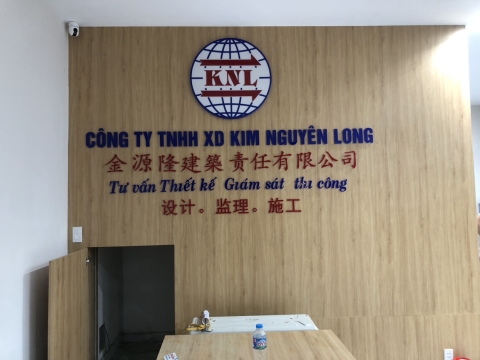 KNL
CÔNG TY TNHH XD KIM NGUYÊN LONG
金源隆建築责任有限公司
Tư vấn Thiết kế Giám sát thi công
设计。监理。施工